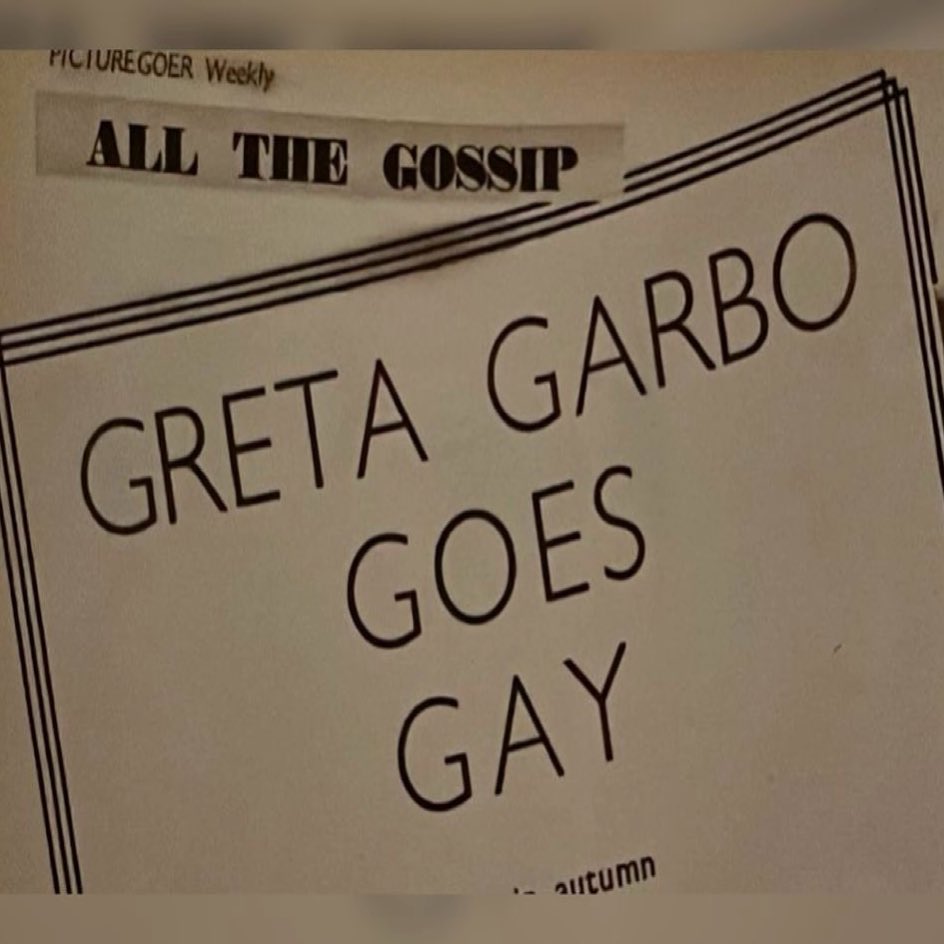 PICTUREGOER Weekly
ALL THE GOSSIP
GRETA GARBO
GOES
GAY
autumn